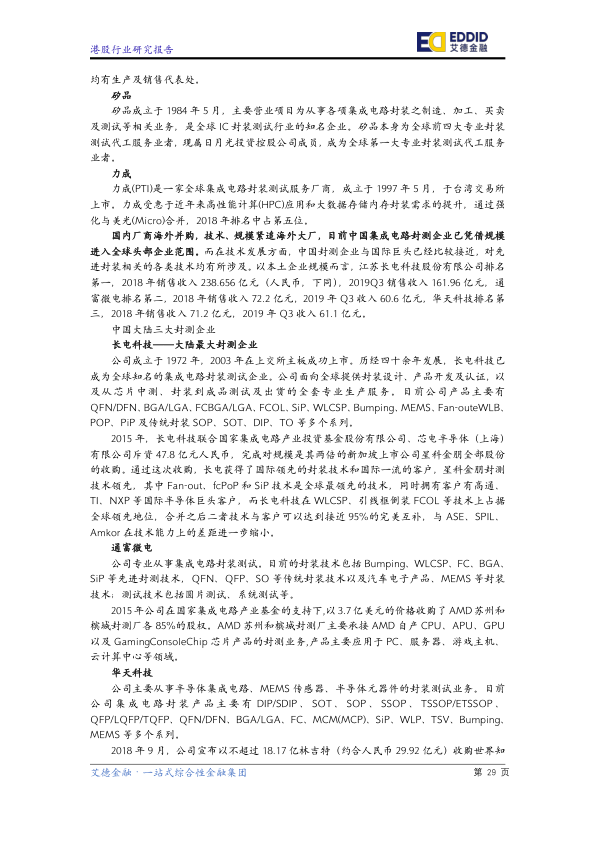 港股行业研究报告
EDDID
艾德金融
均有生产及销售代表处。
矽品
矽品成立于 1984 年 5 月，主要营业项目为从事各项集成电路封装之制造、加工、买卖
及测试等相关业务，是全球 IC 封装测试行业的知名企业。矽品本身为全球前四大专业封装
测试代工服务业者，现属日月光投资控股公司成员，成为全球第一大专业封装测试代工服务
业者。
力成
力成(PTI)是一家全球集成电路封装测试服务厂商，成立于 1997 年 5 月，于台湾交易所
上市。力成受惠于近年来高性能计算(HPC)应用和大数据存储内存封装需求的提升，通过强
化与美光(Micro)合并，2018 年排名中占第五位。
国内厂商海外并购，技术、规模紧追海外大厂，目前中国集成电路封测企业已凭借规模
进入全球头部企业范围。而在技术发展方面，中国封测企业与国际巨头已经比较接近，对先
进封装相关的各类技术均有所涉及。以本土企业规模而言，江苏长电科技股份有限公司排名
第一，2018 年销售收入 238.656 亿元（人民币，下同），2019Q3 销售收入 161.96 亿元，通
富微电排名第二，2018 年销售收入 72.2 亿元，2019 年 Q3 收入 60.6 亿元，华天科技排名第
三，2018 年销售收入 71.2 亿元，2019 年 Q3 收入 61.1 亿元。
中国大陆三大封测企业
长电科技——大陆最大封测企业
公司成立于 1972 年，2003 年在上交所主板成功上市。历经四十余年发展，长电科技已
成为全球知名的集成电路封装测试企业。公司面向全球提供封装设计、产品开发及认证，以
及从芯片中测、封装到成品测试及出货的全套专业生产服务。目前公司产品主要有
QFN/DFN、BGA/LGA、FCBGA/LGA、FCOL、SiP、WLCSP、Bumping、MEMS、Fan-outeWLB、
POP、PiP 及传统封装 SOP、SOT、DIP、TO 等多个系列。
2015 年，长电科技联合国家集成电路产业投资基金股份有限公司、芯电半导体（上海）
有限公司斥资 47.8 亿元人民币，完成对规模是其两倍的新加坡上市公司星科金朋全部股份
的收购。通过这次收购，长电获得了国际领先的封装技术和国际一流的客户，星科金朋封测
技术领先，其中 Fan-out、fcPoP 和 SiP 技术是全球最领先的技术，同时拥有客户有高通、
TI、NXP 等国际半导体巨头客户，而长电科技在 WLCSP、引线框倒装 FCOL 等技术上占据
全球领先地位，合并之后二者技术与客户可以达到接近 95%的完美互补，与 ASE、SPIL、
Amkor 在技术能力上的差距进一步缩小。
通富微电
公司专业从事集成电路封装测试。目前的封装技术包括 Bumping、WLCSP、FC、BGA、
SiP 等先进封测技术，QFN、QFP、SO 等传统封装技术以及汽车电子产品、MEMS 等封装
技术；测试技术包括圆片测试、系统测试等。
2015 年公司在国家集成电路产业基金的支持下,以 3.7 亿美元的价格收购了 AMD 苏州和
槟城封测厂各 85%的股权。AMD 苏州和槟城封测厂主要承接 AMD 自产 CPU、APU、GPU
以及 GamingConsoleChip 芯片产品的封测业务,产品主要应用于 PC、服务器、游戏主机、
云计算中心等领域。
华天科技
公司主要从事半导体集成电路、MEMS 传感器、半导体元器件的封装测试业务。目前
公司集成电路封装产品主要有 DIP/SDIP、SOT、SOP、SSOP、TSSOP/ETSSOP、
QFP/LQFP/TQFP、QFN/DFN、BGA/LGA、FC、MCM(MCP)、SiP、WLP、TSV、Bumping、
MEMS 等多个系列。
2018 年 9 月，公司宣布以不超过 18.17 亿林吉特（约合人民币 29.92 亿元）收购世界知
艾德金融 · 一站式综合性金融集团
第 29 页